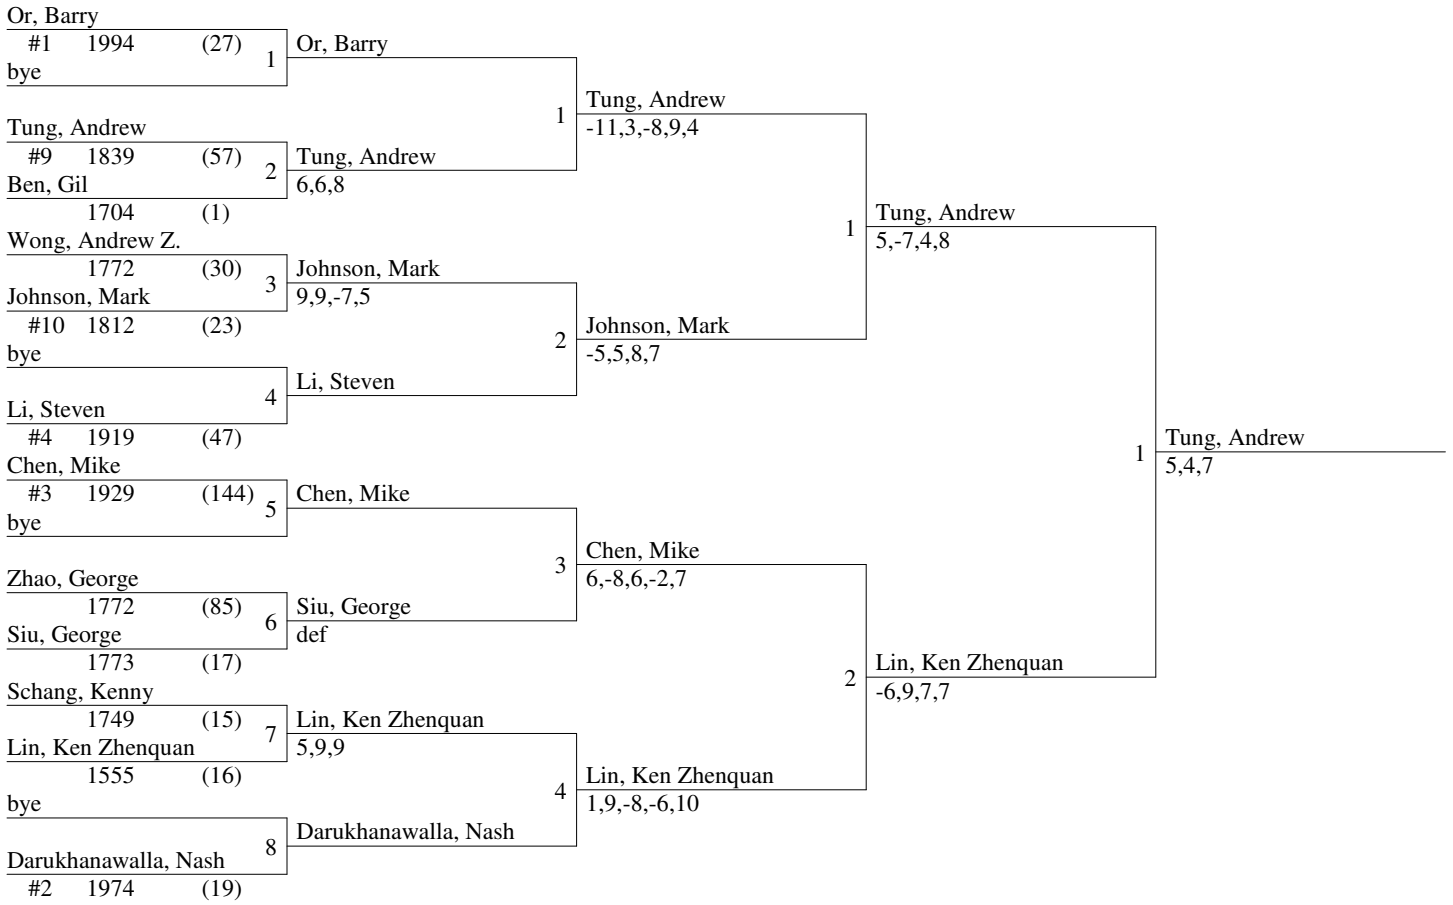 Or, Barry
#1 1994 (27)
bye
1
Or, Barry
Tung, Andrew
#9 1839 (57)
Ben, Gil
1704 (1)
2
Tung, Andrew
6,6,8
Wong, Andrew Z.
1772 (30)
Johnson, Mark
#10 1812 (23)
3
Johnson, Mark
9,9,-7,5
bye
Li, Steven
#4 1919 (47)
4
Li, Steven
Chen, Mike
#3 1929 (144)
bye
5
Chen, Mike
Zhao, George
1772 (85)
Siu, George
1773 (17)
6
Siu, George
def
Schang, Kenny
1749 (15)
Lin, Ken Zhenquan
1555 (16)
7
Lin, Ken Zhenquan
5,9,9
bye
Darukhanawalla, Nash
#2 1974 (19)
8
Darukhanawalla, Nash
1
Tung, Andrew
-11,3,-8,9,4
2
Johnson, Mark
-5,5,8,7
3
Chen, Mike
6,-8,6,-2,7
4
Lin, Ken Zhenquan
1,9,-8,-6,10
1
Tung, Andrew
5,-7,4,8
2
Lin, Ken Zhenquan
-6,9,7,7
1
Tung, Andrew
5,4,7